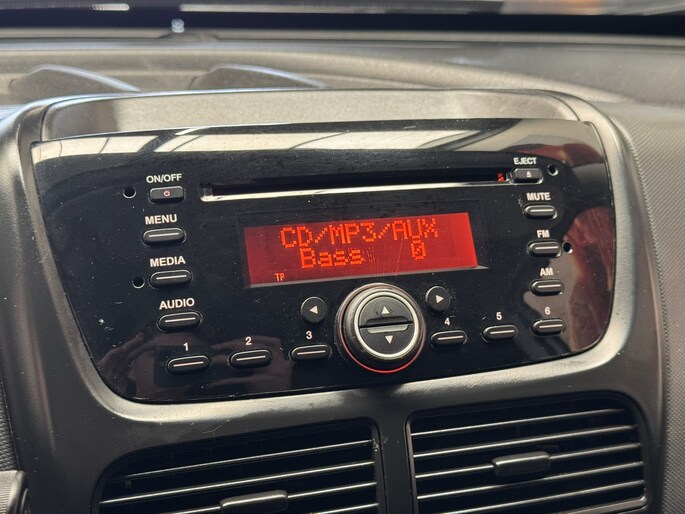 EJECT
ON/OFF
MUTE
MENU
CD/MP3/AUX
Bass 0
FM
MEDIA
TP
AM
AUDIO
1 2 3 4 5 6